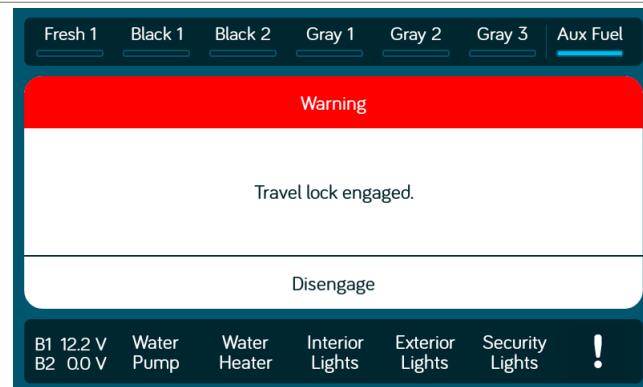 Fresh 1 Black 1 Black 2 Gray 1 Gray 2 Gray 3 Aux Fuel
Warning
Travel lock engaged.
Disengage
B1 12.2 V Water Water Interior Exterior Security !
B2 0.0 V Pump Heater Lights Lights Lights